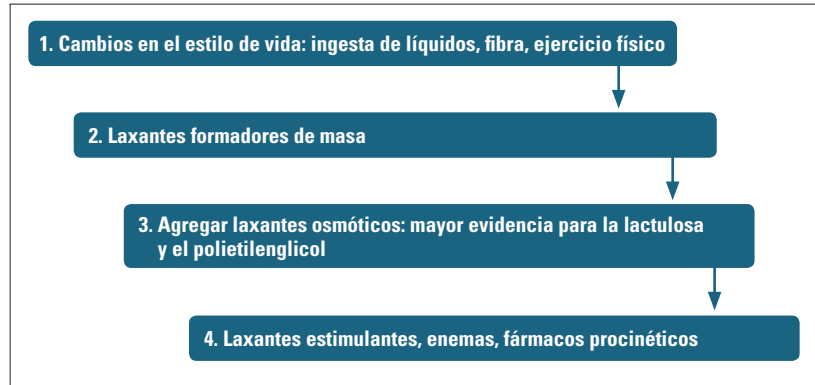 1. Cambios en el estilo de vida: ingesta de líquidos, fibra, ejercicio físico
2. Laxantes formadores de masa
3. Agregar laxantes osmóticos: mayor evidencia para la lactulosa
y el polietilenglicol
4. Laxantes estimulantes, enemas, fármacos procinéticos